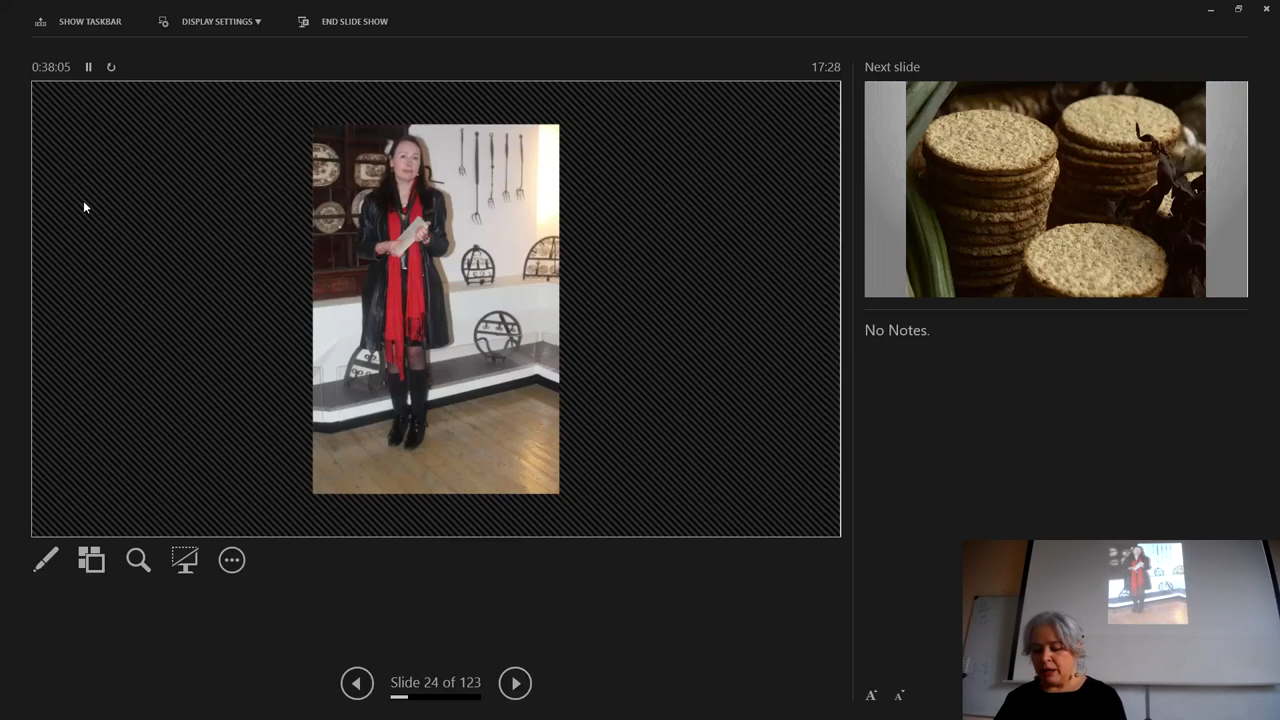 SHOW TASKBAR
DISPLAY SETTINGS ▼
END SLIDE SHOW
0:38:05
17:28
Next slide
No Notes.
Slide 24 of 123
A A